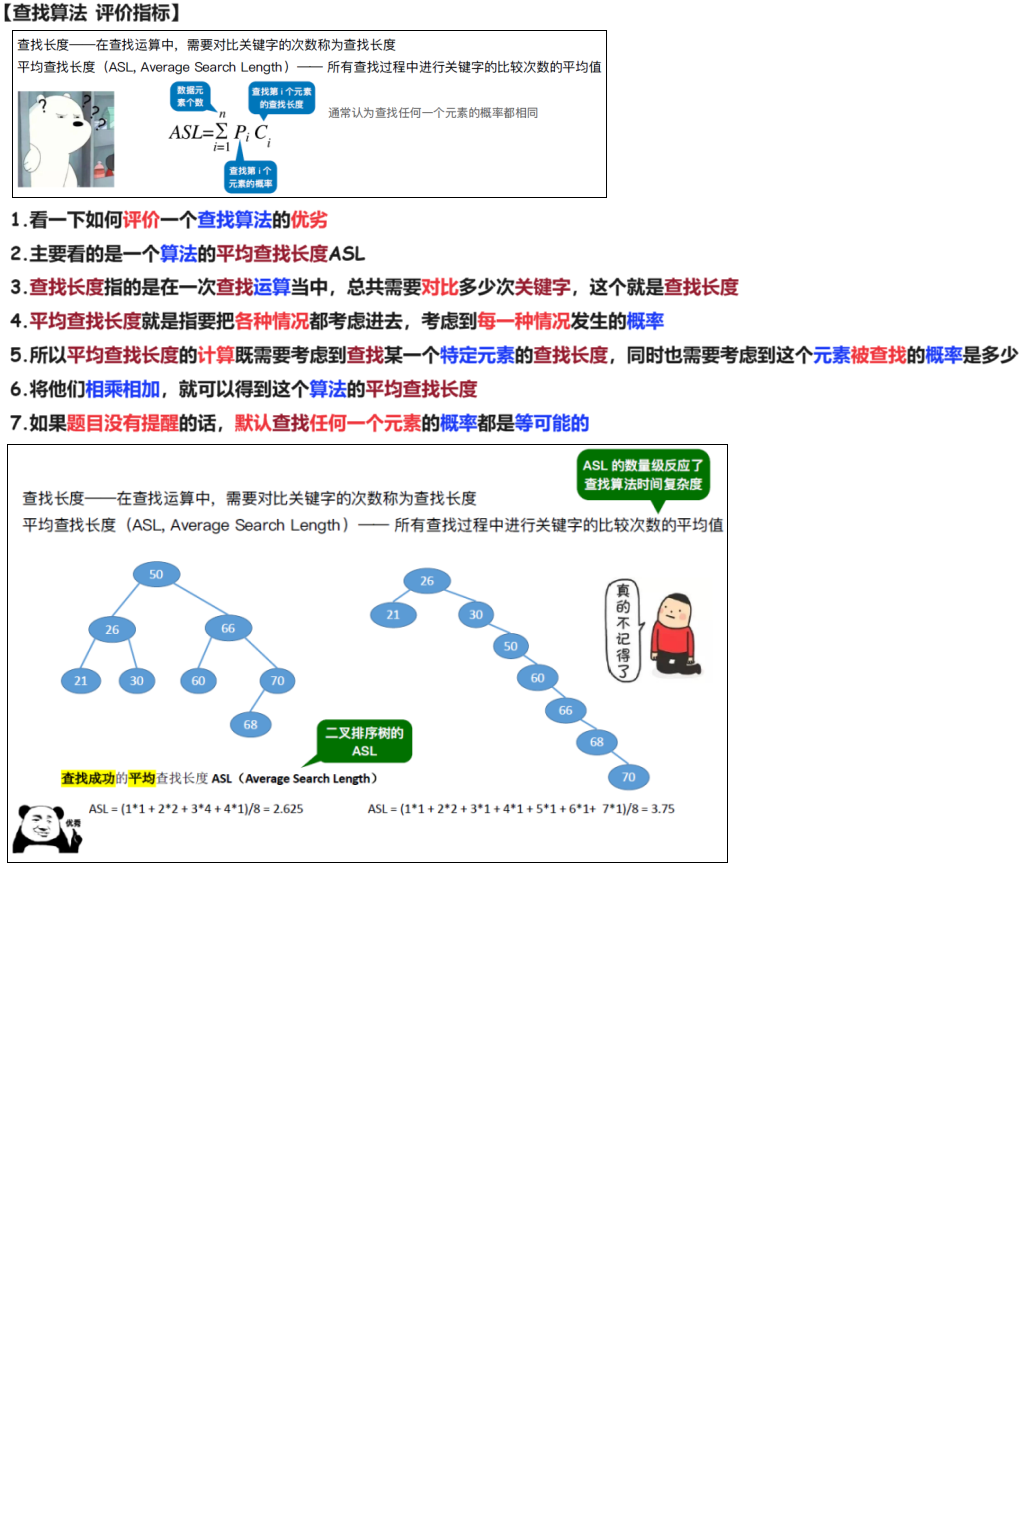 【查找算法 评价指标】
查找长度——在查找运算中，需要对比关键字的次数称为查找长度
平均查找长度（ASL, Average Search Length）—— 所有查找过程中进行关键字的比较次数的平均值
数据元
素个数
查找第 i 个元素
的查找长度
通常认为查找任何一个元素的概率都相同
? ? ? ?
n
ASL=Σ Pi Ci
i=1
查找第 i 个
元素的概率
1.看一下如何评价一个查找算法的优劣
2.主要看的是一个算法的平均查找长度ASL
3.查找长度指的是在一次查找运算当中，总共需要对比多少次关键字，这个就是查找长度
4.平均查找长度就是指要把各种情况都考虑进去，考虑到每一种情况发生的概率
5.所以平均查找长度的计算既需要考虑到查找某一个特定元素的查找长度，同时也需要考虑到这个元素被查找的概率是多少
6.将他们相乘相加，就可以得到这个算法的平均查找长度
7.如果题目没有提醒的话，默认查找任何一个元素的概率都是等可能的
ASL 的数量级反应了
查找算法时间复杂度
查找长度——在查找运算中，需要对比关键字的次数称为查找长度
平均查找长度（ASL, Average Search Length）—— 所有查找过程中进行关键字的比较次数的平均值
50
26 66
21 30 60 70
68
26
21 30
50
60
66
68
70
真的不记得了
二叉排序树的
ASL
查找成功的平均查找长度 ASL（Average Search Length）
ASL = (1*1 + 2*2 + 3*4 + 4*1)/8 = 2.625
ASL = (1*1 + 2*2 + 3*1 + 4*1 + 5*1 + 6*1+ 7*1)/8 = 3.75
优秀